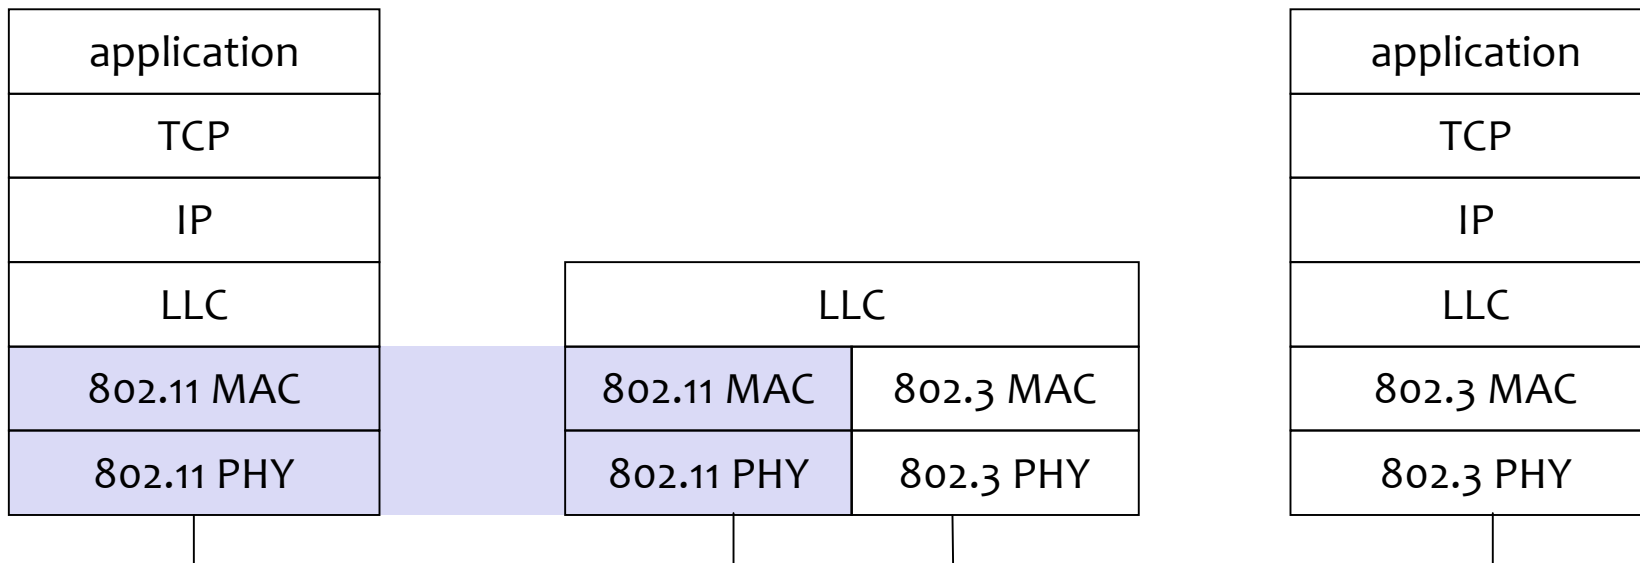 application
TCP
IP
LLC
802.11 MAC
802.11 PHY
LLC
802.11 MAC
802.3 MAC
802.11 PHY
802.3 PHY
application
TCP
IP
LLC
802.3 MAC
802.3 PHY